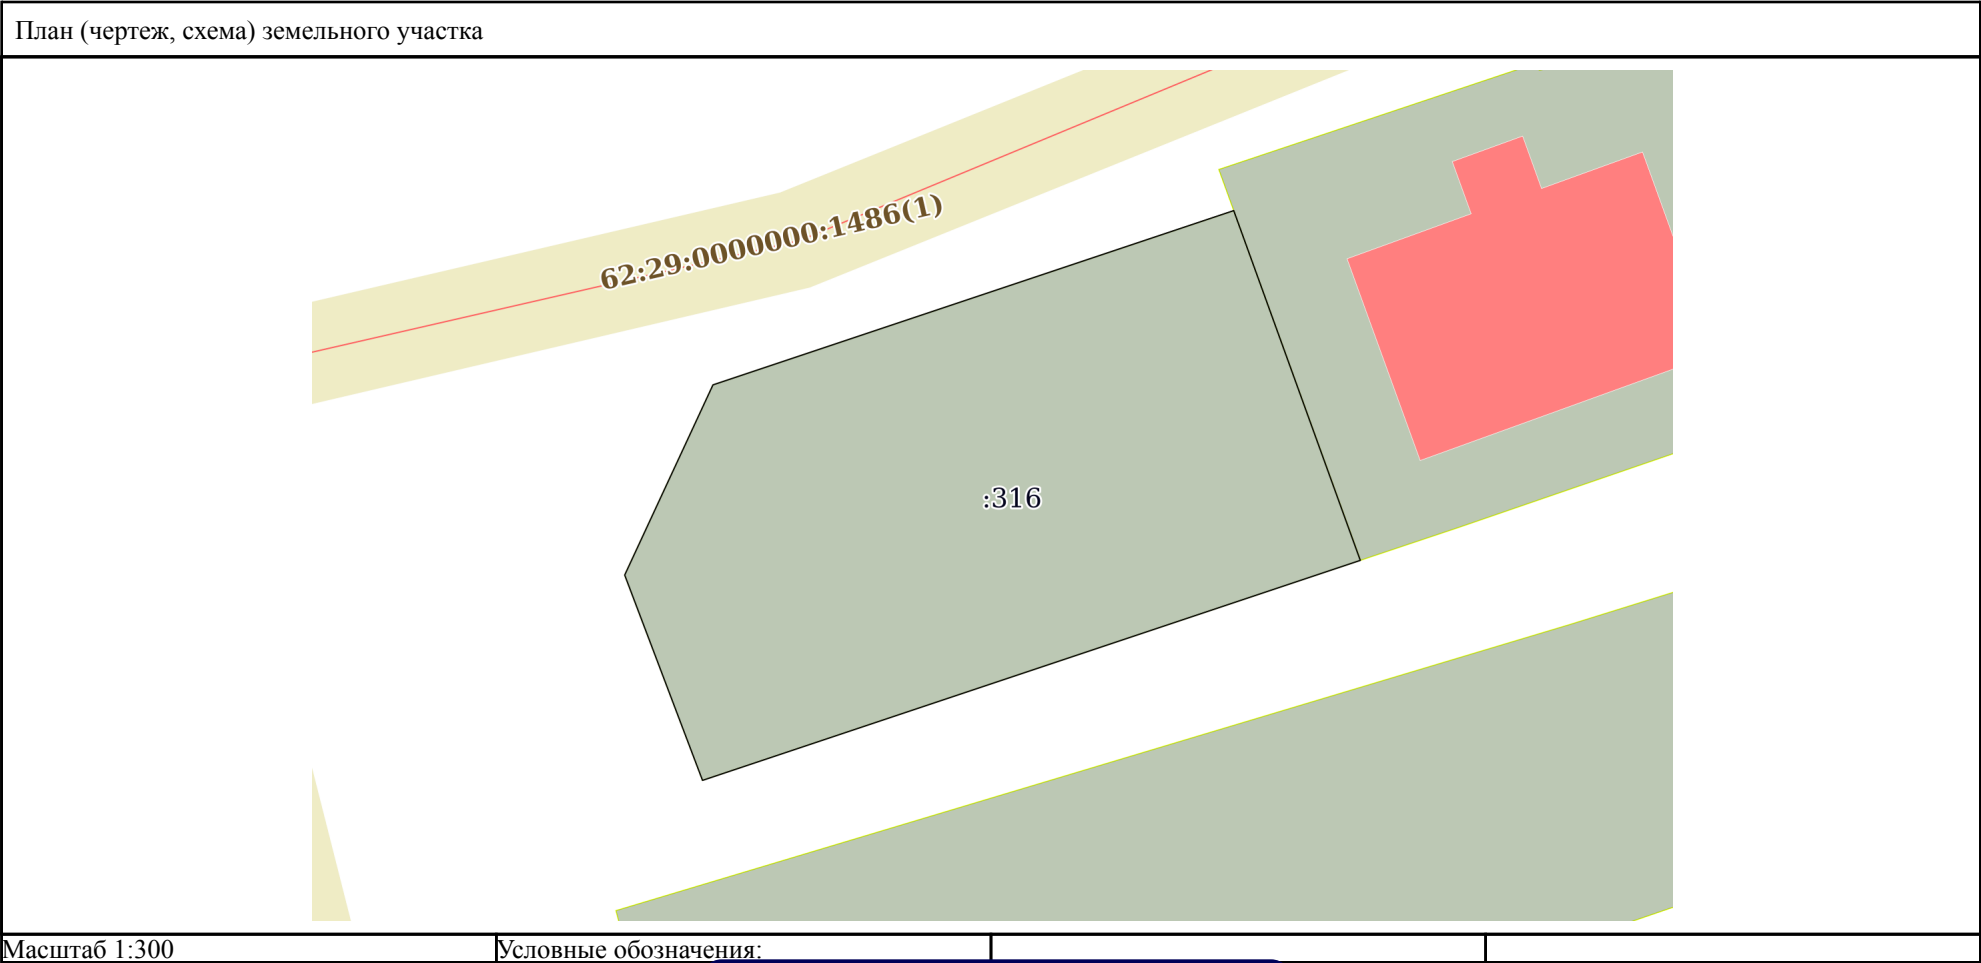 План (чертеж, схема) земельного участка
62:29:0000000:1486(1)
:316
Масштаб 1:300
Условные обозначения: